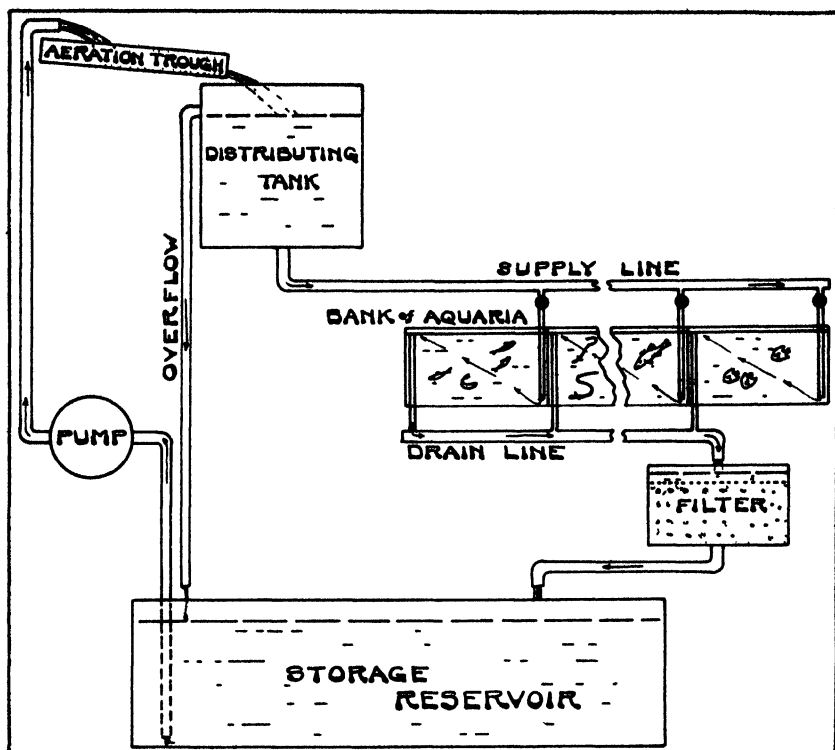 AERATION TROUGH
DISTRIBUTING
TANK
OVERFLOW
SUPPLY LINE
BANK of AQUARIA
PUMP
DRAIN LINE
FILTER
STORAGE
RESERVOIR